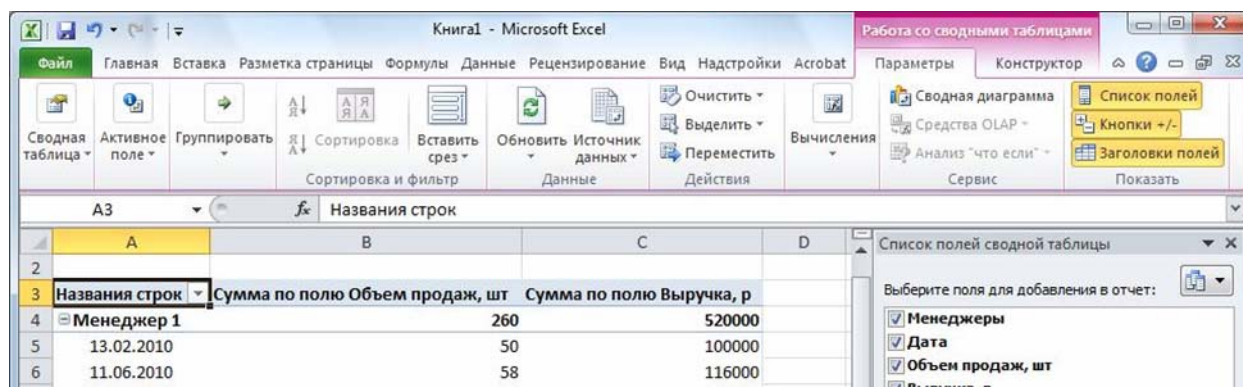 Книга1 - Microsoft Excel
Работа со сводными таблицами
Файл Главная Вставка Разметка страницы Формулы Данные Рецензирование Вид Надстройки Acrobat Параметры Конструктор
Сводная таблица
Активное поле
Группировать
А Я
Я А
А Я
Я А
Сортировка
Вставить срез
Сортировка и фильтр
Обновить
Источник данных
Данные
Очистить
Выделить
Переместить
Действия
Вычисления
Сводная диаграмма
Средства OLAP
Анализ "что если"
Сервис
Список полей
Кнопки +/-
Заголовки полей
Показать
A3 fx Названия строк
A B C D
Список полей сводной таблицы
2
3 Названия строк Сумма по полю Объем продаж, шт Сумма по полю Выручка, р
4 Менеджер 1 260 520000
5 13.02.2010 50 100000
6 11.06.2010 58 116000
Выберите поля для добавления в отчет:
Менеджеры
Дата
Объем продаж, шт